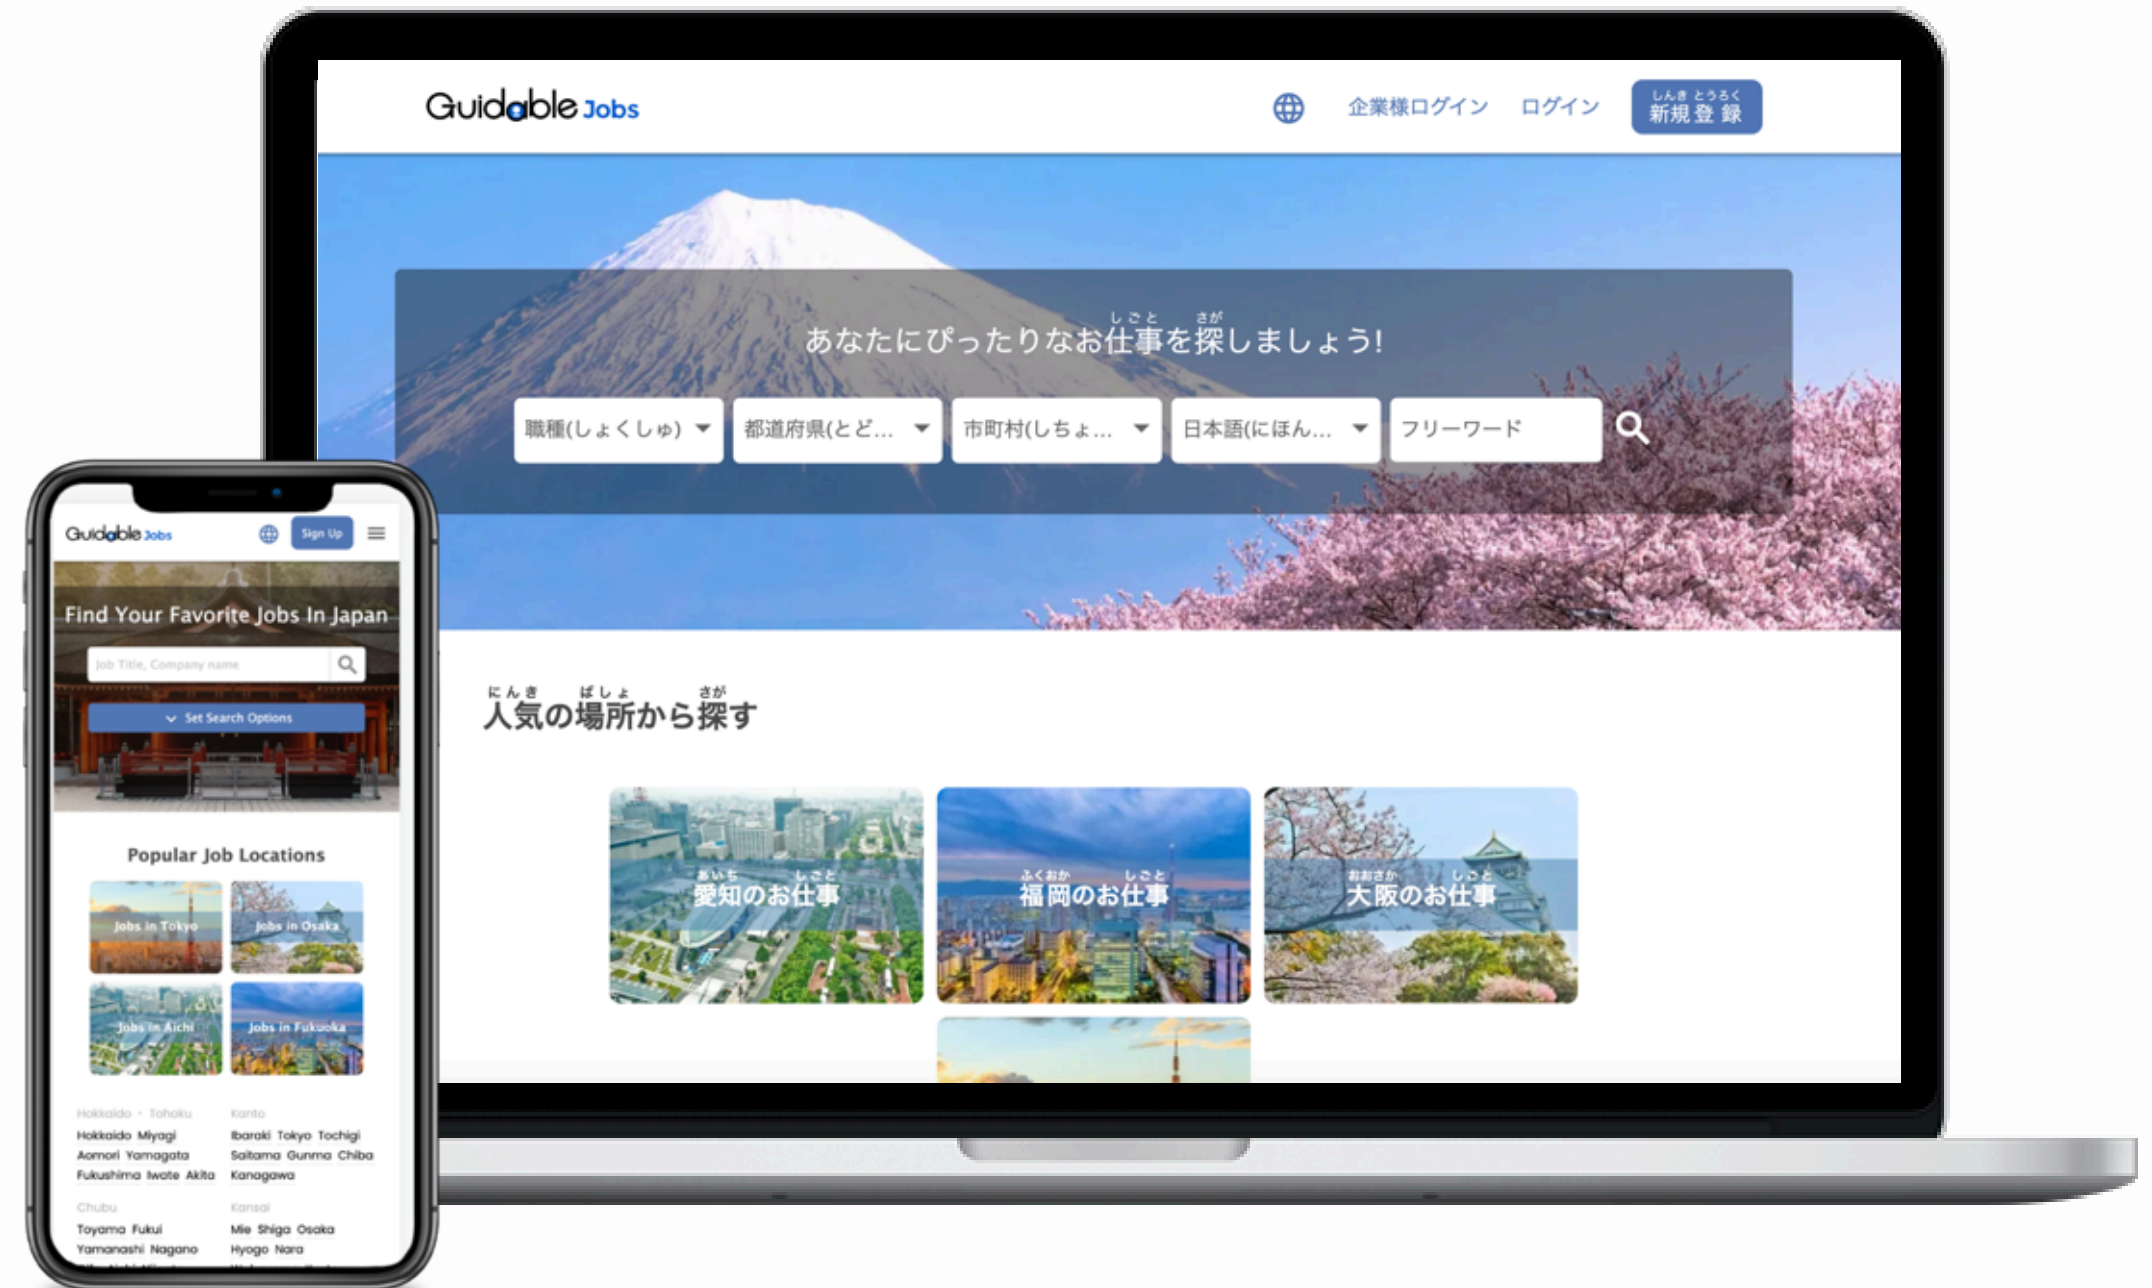 Guidable Jobs
企業様ログイン
ログイン
しんき とうろく
新規登録
しごと さが
あなたにぴったりなお仕事を探しましょう!
職種(しょくしゅ)
都道府県(とど...
市町村(しちょ...
日本語(にほん...
フリーワード
にんき ばしょ さが
人気の場所から探す
あいち しごと
愛知のお仕事
ふくおか しごと
福岡のお仕事
おおさか しごと
大阪のお仕事
Guidable Jobs
Sign Up
Find Your Favorite Jobs In Japan
Job Title, Company name
Set Search Options
Popular Job Locations
Jobs in Tokyo
Jobs in Osaka
Jobs in Aichi
Jobs in Fukuoka
Hokkaido・Tohoku
Hokkaido Miyagi
Aomori Yamagata
Fukushima Iwate Akita
Kanto
Ibaraki Tokyo Tochigi
Saitama Gunma Chiba
Kanagawa
Chubu
Toyama Fukui
Yamanashi Nagano
Kansai
Mie Shiga Osaka
Hyogo Nara